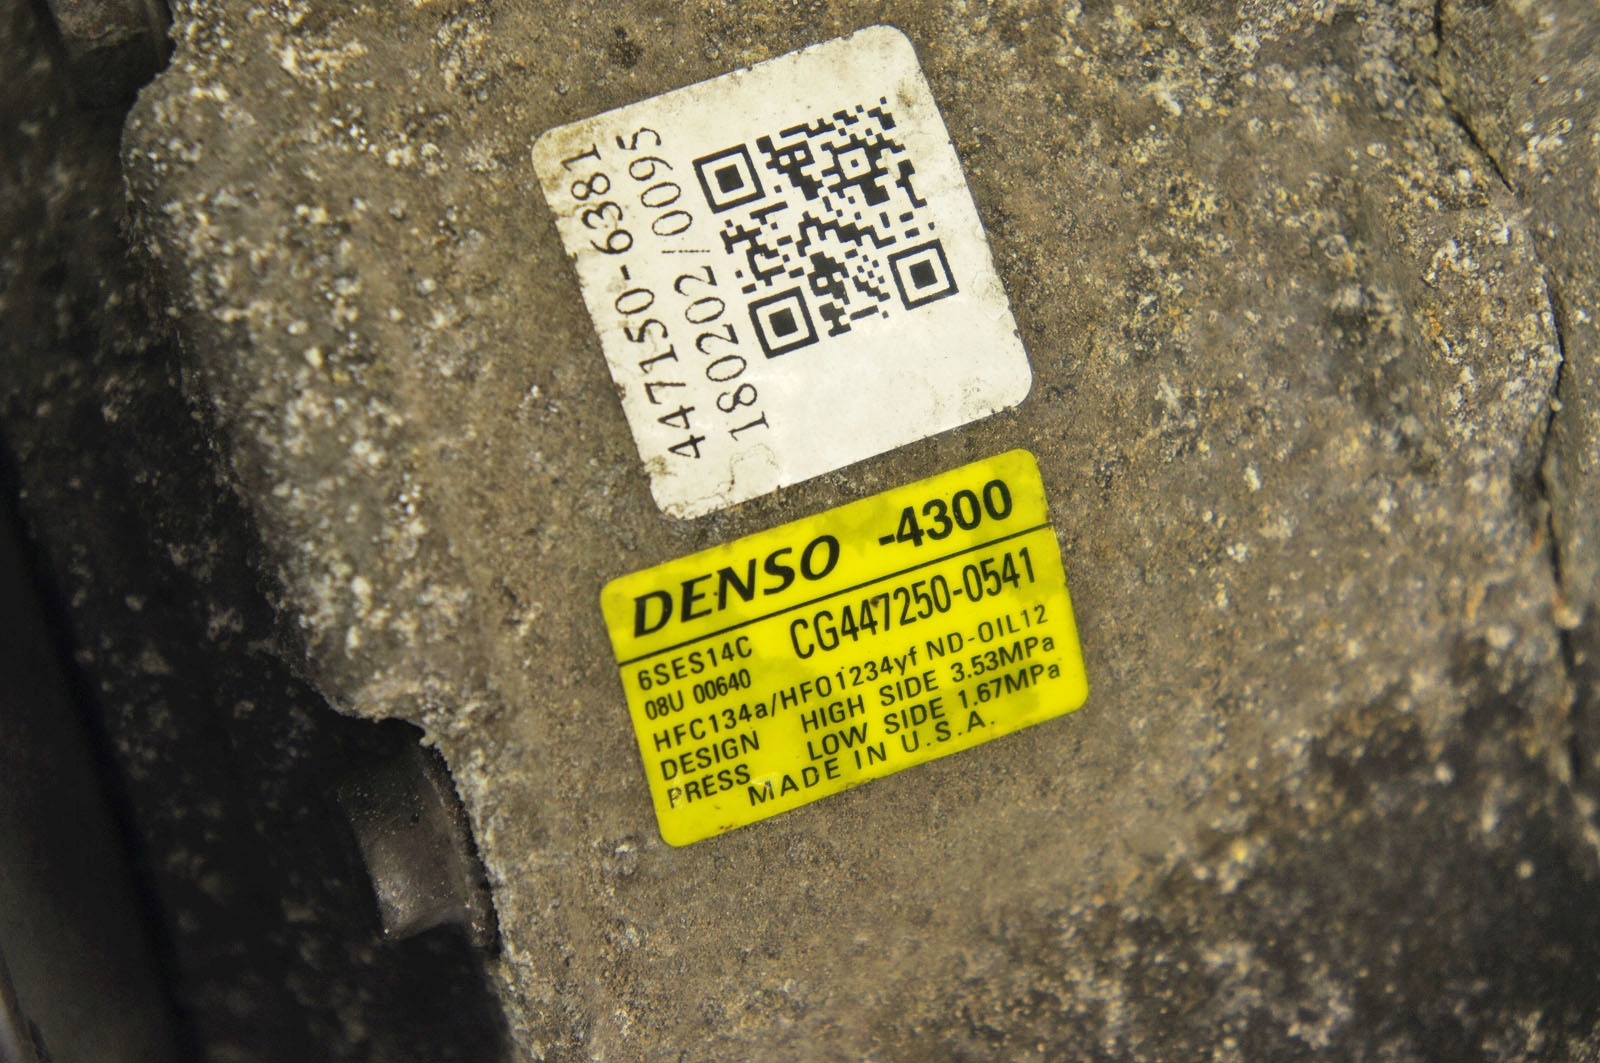 447150-6381
180202/0095
DENSO -4300
6SES14C CG447250-0541
08U 00640
HFC134a/HFO1234yf ND-OIL12
DESIGN HIGH SIDE 3.53MPa
PRESS LOW SIDE 1.67MPa
MADE IN U.S.A.